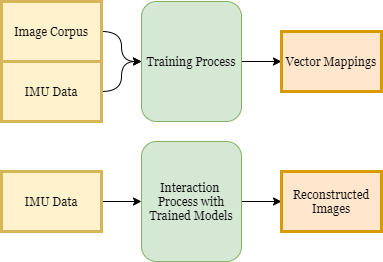 Image Corpus
IMU Data
Training Process
Vector Mappings
IMU Data
Interaction
Process with
Trained Models
Reconstructed
Images